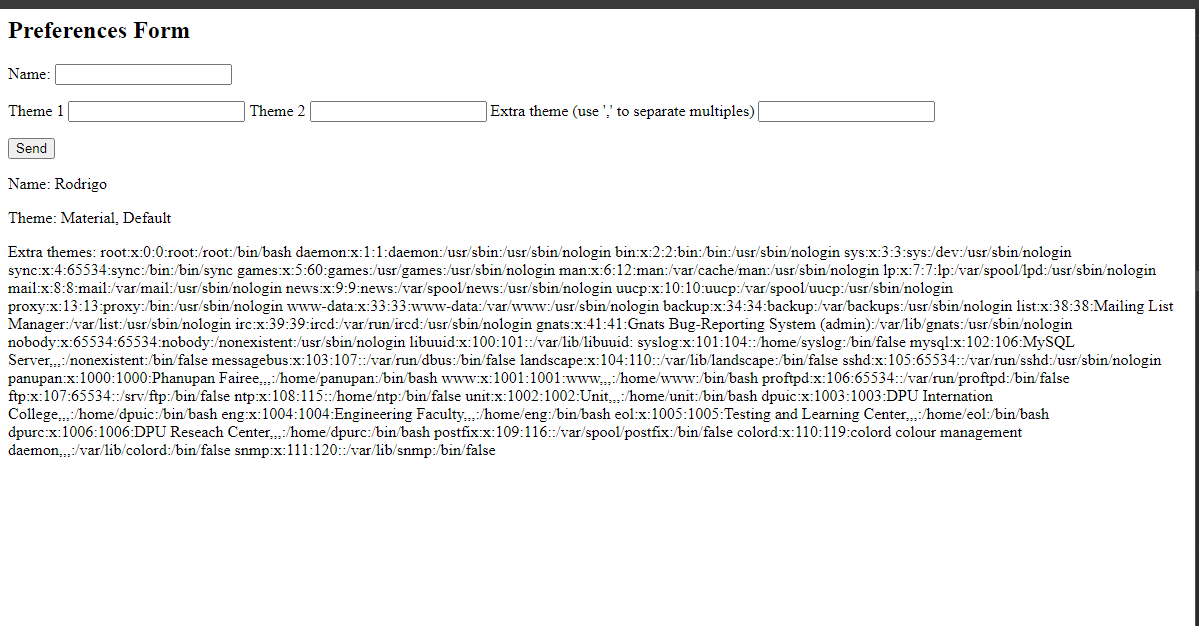 Preferences Form
Name:
Theme 1 Theme 2 Extra theme (use ',' to separate multiples)
Send
Name: Rodrigo
Theme: Material, Default
Extra themes: root:x:0:0:root:/root:/bin/bash daemon:x:1:1:daemon:/usr/sbin:/usr/sbin/nologin bin:x:2:2:bin:/bin:/usr/sbin/nologin sys:x:3:3:sys:/dev:/usr/sbin/nologin
sync:x:4:65534:sync:/bin:/bin/sync games:x:5:60:games:/usr/games:/usr/sbin/nologin man:x:6:12:man:/var/cache/man:/usr/sbin/nologin lp:x:7:7:lp:/var/spool/lpd:/usr/sbin/nologin
mail:x:8:8:mail:/var/mail:/usr/sbin/nologin news:x:9:9:news:/var/spool/news:/usr/sbin/nologin uucp:x:10:10:uucp:/var/spool/uucp:/usr/sbin/nologin
proxy:x:13:13:proxy:/bin:/usr/sbin/nologin www-data:x:33:33:www-data:/var/www:/usr/sbin/nologin backup:x:34:34:backup:/var/backups:/usr/sbin/nologin list:x:38:38:Mailing List
Manager:/var/list:/usr/sbin/nologin irc:x:39:39:ircd:/var/run/ircd:/usr/sbin/nologin gnats:x:41:41:Gnats Bug-Reporting System (admin):/var/lib/gnats:/usr/sbin/nologin
nobody:x:65534:65534:nobody:/nonexistent:/usr/sbin/nologin libuuid:x:100:101::/var/lib/libuuid: syslog:x:101:104::/home/syslog:/bin/false mysql:x:102:106:MySQL
Server,,,:/nonexistent:/bin/false messagebus:x:103:107::/var/run/dbus:/bin/false landscape:x:104:110::/var/lib/landscape:/bin/false sshd:x:105:65534::/var/run/sshd:/usr/sbin/nologin
panupan:x:1000:1000:Phanupan Fairee,,,:/home/panupan:/bin/bash www:x:1001:1001:www,,,:/home/www:/bin/bash proftpd:x:106:65534::/var/run/proftpd:/bin/false
ftp:x:107:65534::/srv/ftp:/bin/false ntp:x:108:115::/home/ntp:/bin/false unit:x:1002:1002:Unit,,,:/home/unit:/bin/bash dpuic:x:1003:1003:DPU Internation
College,,,:/home/dpuic:/bin/bash eng:x:1004:1004:Engineering Faculty,,,:/home/eng:/bin/bash eol:x:1005:1005:Testing and Learning Center,,,:/home/eol:/bin/bash
dpurc:x:1006:1006:DPU Reseach Center,,,:/home/dpurc:/bin/bash postfix:x:109:116::/var/spool/postfix:/bin/false colord:x:110:119:colord colour management
daemon,,,:/var/lib/colord:/bin/false snmp:x:111:120::/var/lib/snmp:/bin/false